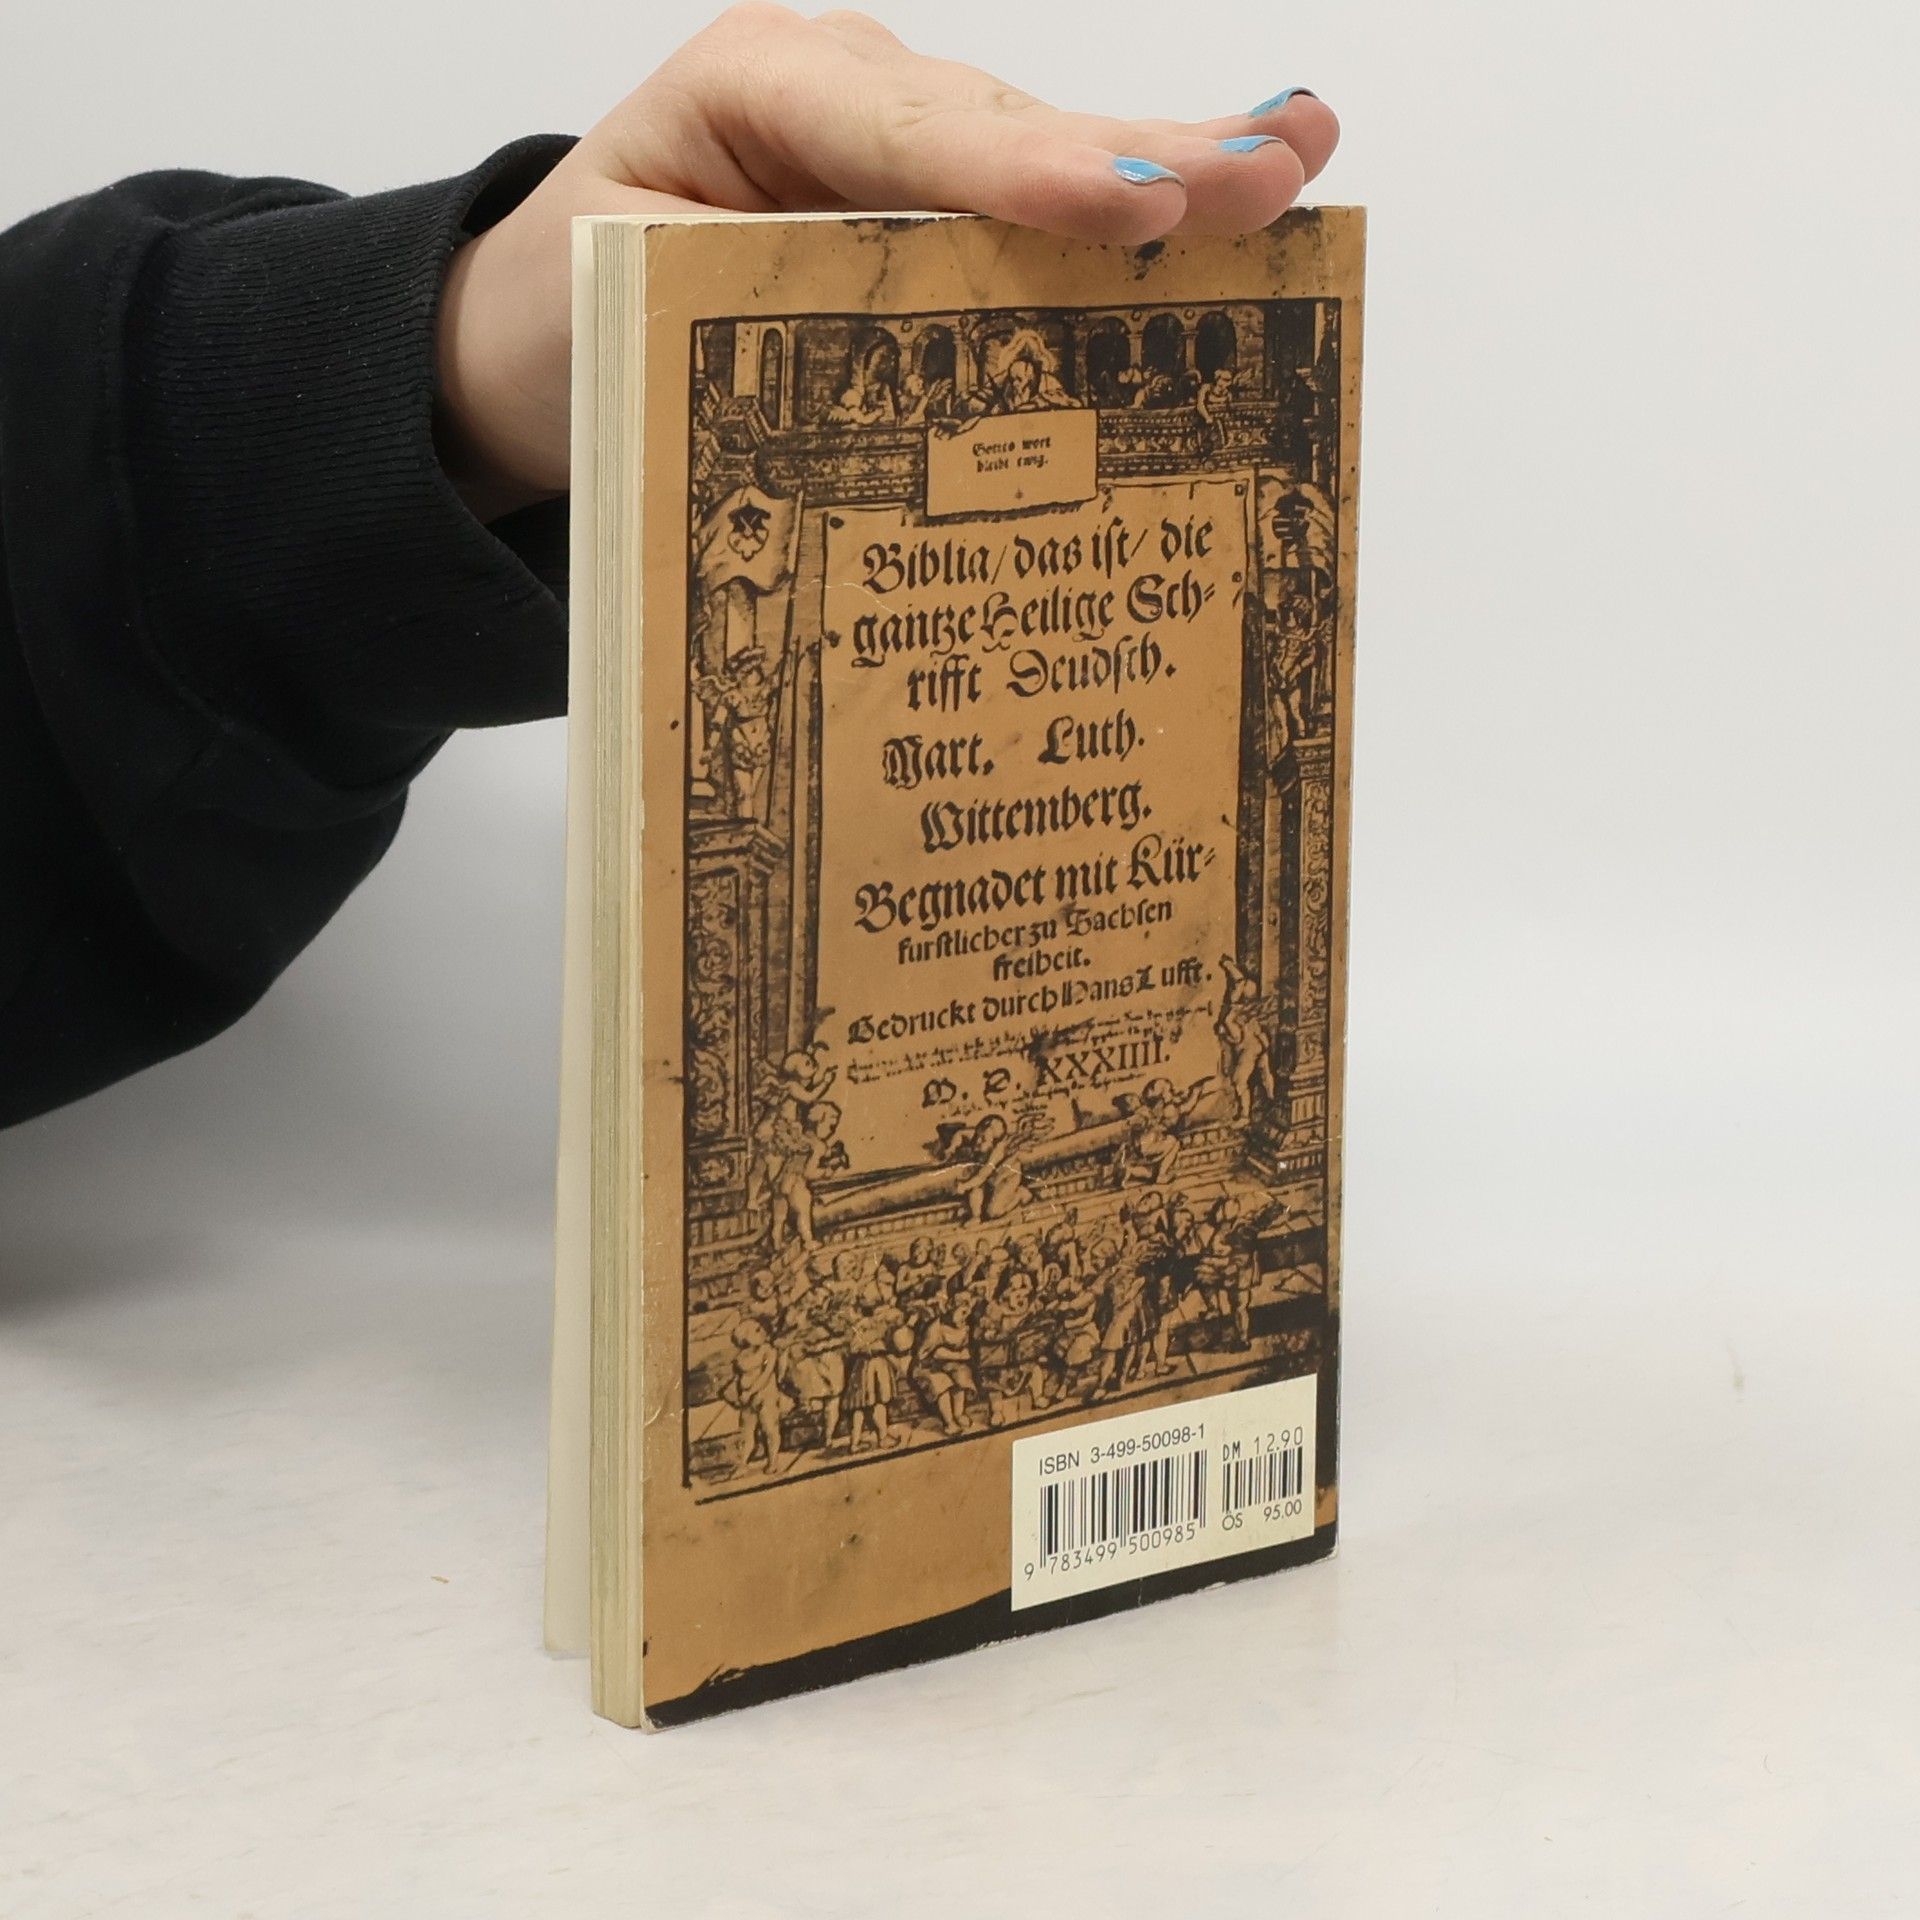 Gottes wort
bleibt ewig.
Biblia/das ist/ die
gantze Heilige Sch⸗
rifft Deudsch.
Mart. Luth.
Wittemberg.
Begnadet mit Kür⸗
furstlicher zu Sachsen
freiheit.
Gedruckt durch Hans Lufft.
M. D. XXXIIII.
ISBN 3-499-50098-1
DM 12.90
9 783499 500985
ÖS 95.00